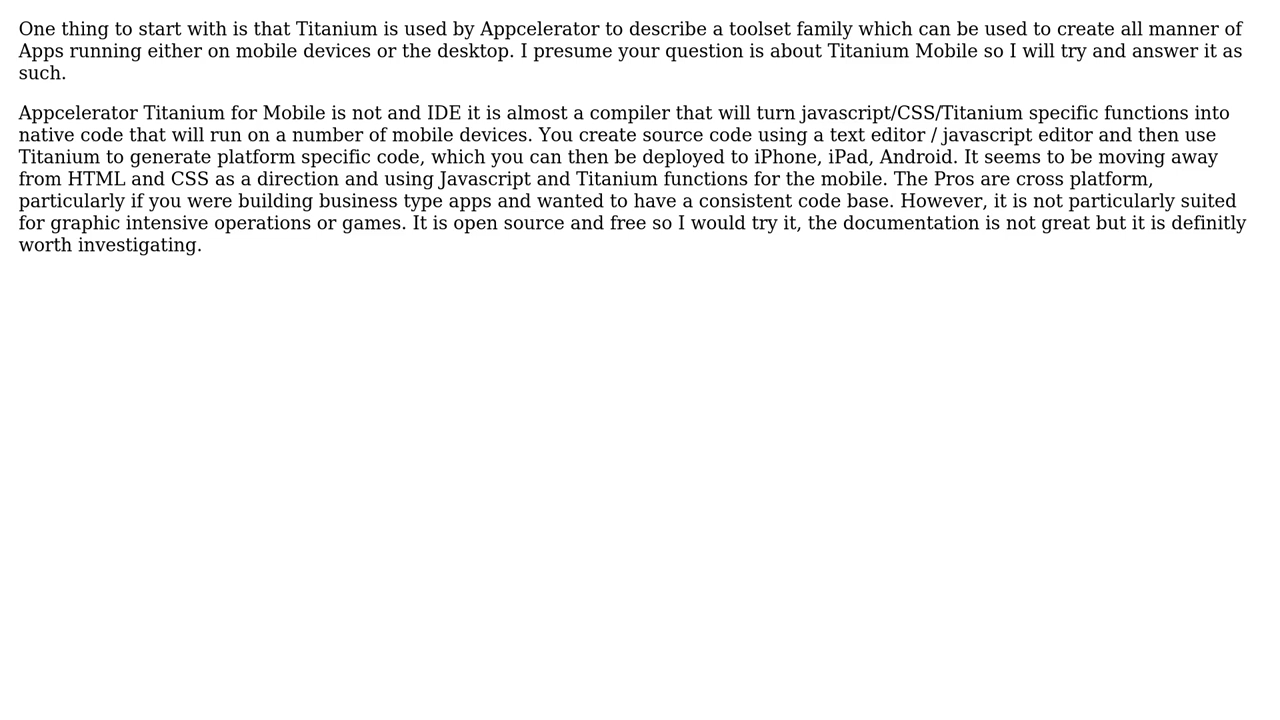 One thing to start with is that Titanium is used by Appcelerator to describe a toolset family which can be used to create all manner of
Apps running either on mobile devices or the desktop. I presume your question is about Titanium Mobile so I will try and answer it as
such.
Appcelerator Titanium for Mobile is not and IDE it is almost a compiler that will turn javascript/CSS/Titanium specific functions into
native code that will run on a number of mobile devices. You create source code using a text editor / javascript editor and then use
Titanium to generate platform specific code, which you can then be deployed to iPhone, iPad, Android. It seems to be moving away
from HTML and CSS as a direction and using Javascript and Titanium functions for the mobile. The Pros are cross platform,
particularly if you were building business type apps and wanted to have a consistent code base. However, it is not particularly suited
for graphic intensive operations or games. It is open source and free so I would try it, the documentation is not great but it is definitly
worth investigating.